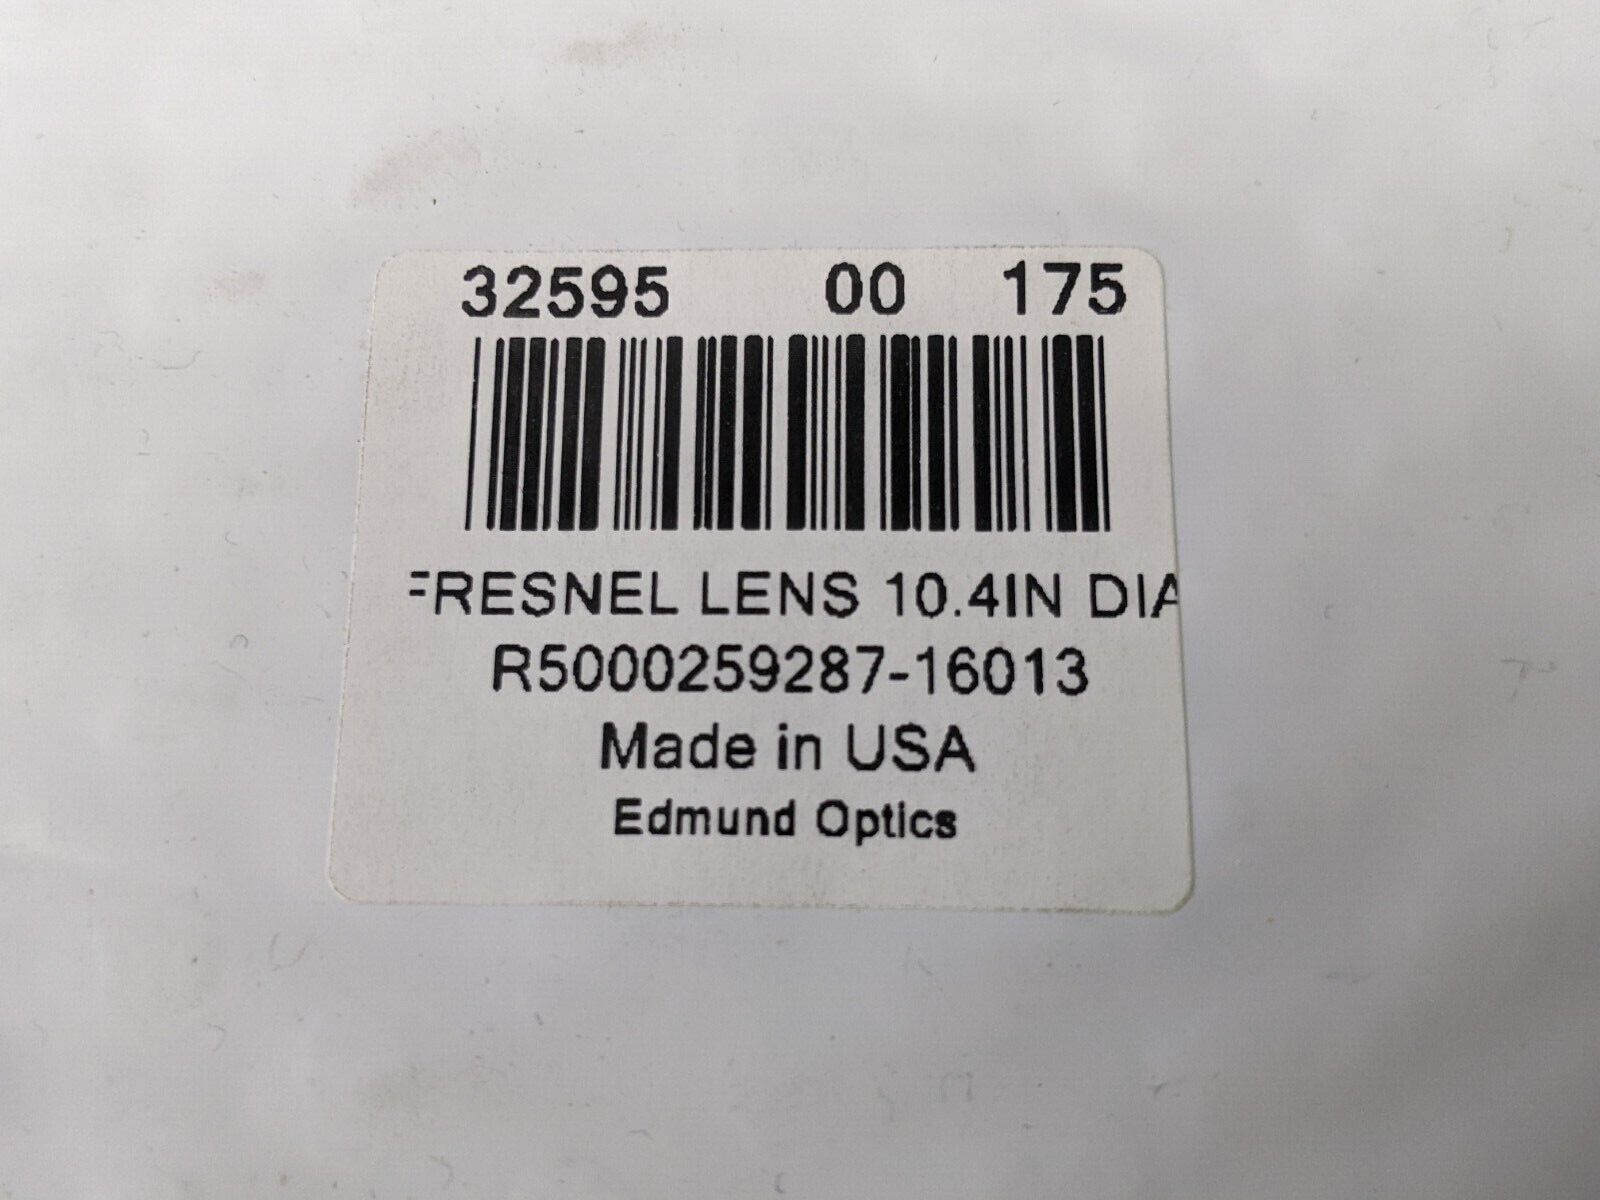 32595 00 175
FRESNEL LENS 10.4IN DIA
R5000259287-16013
Made in USA
Edmund Optics